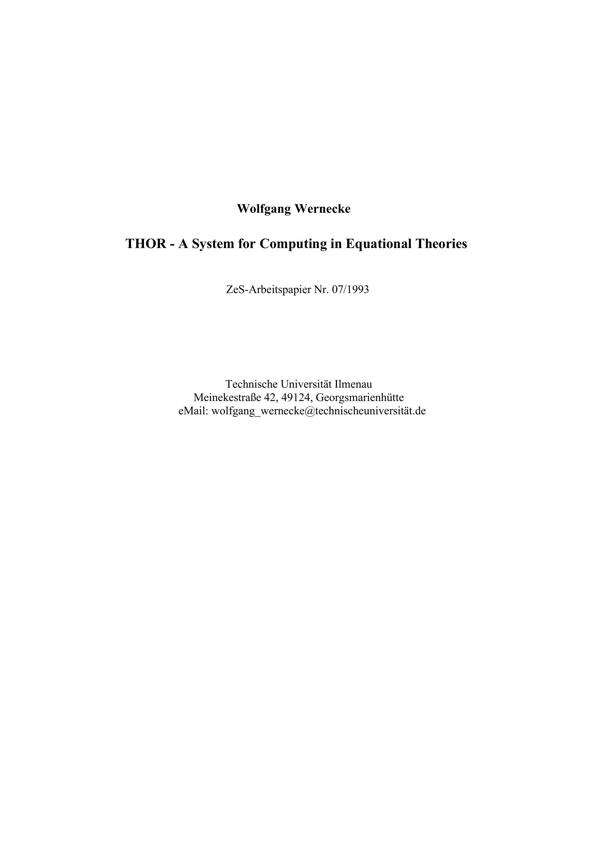 Wolfgang Wernecke
THOR - A System for Computing in Equational Theories
ZeS-Arbeitspapier Nr. 07/1993
Technische Universität Ilmenau
Meinekestraße 42, 49124, Georgsmarienhütte
eMail: wolfgang_wernecke@technischeuniversität.de